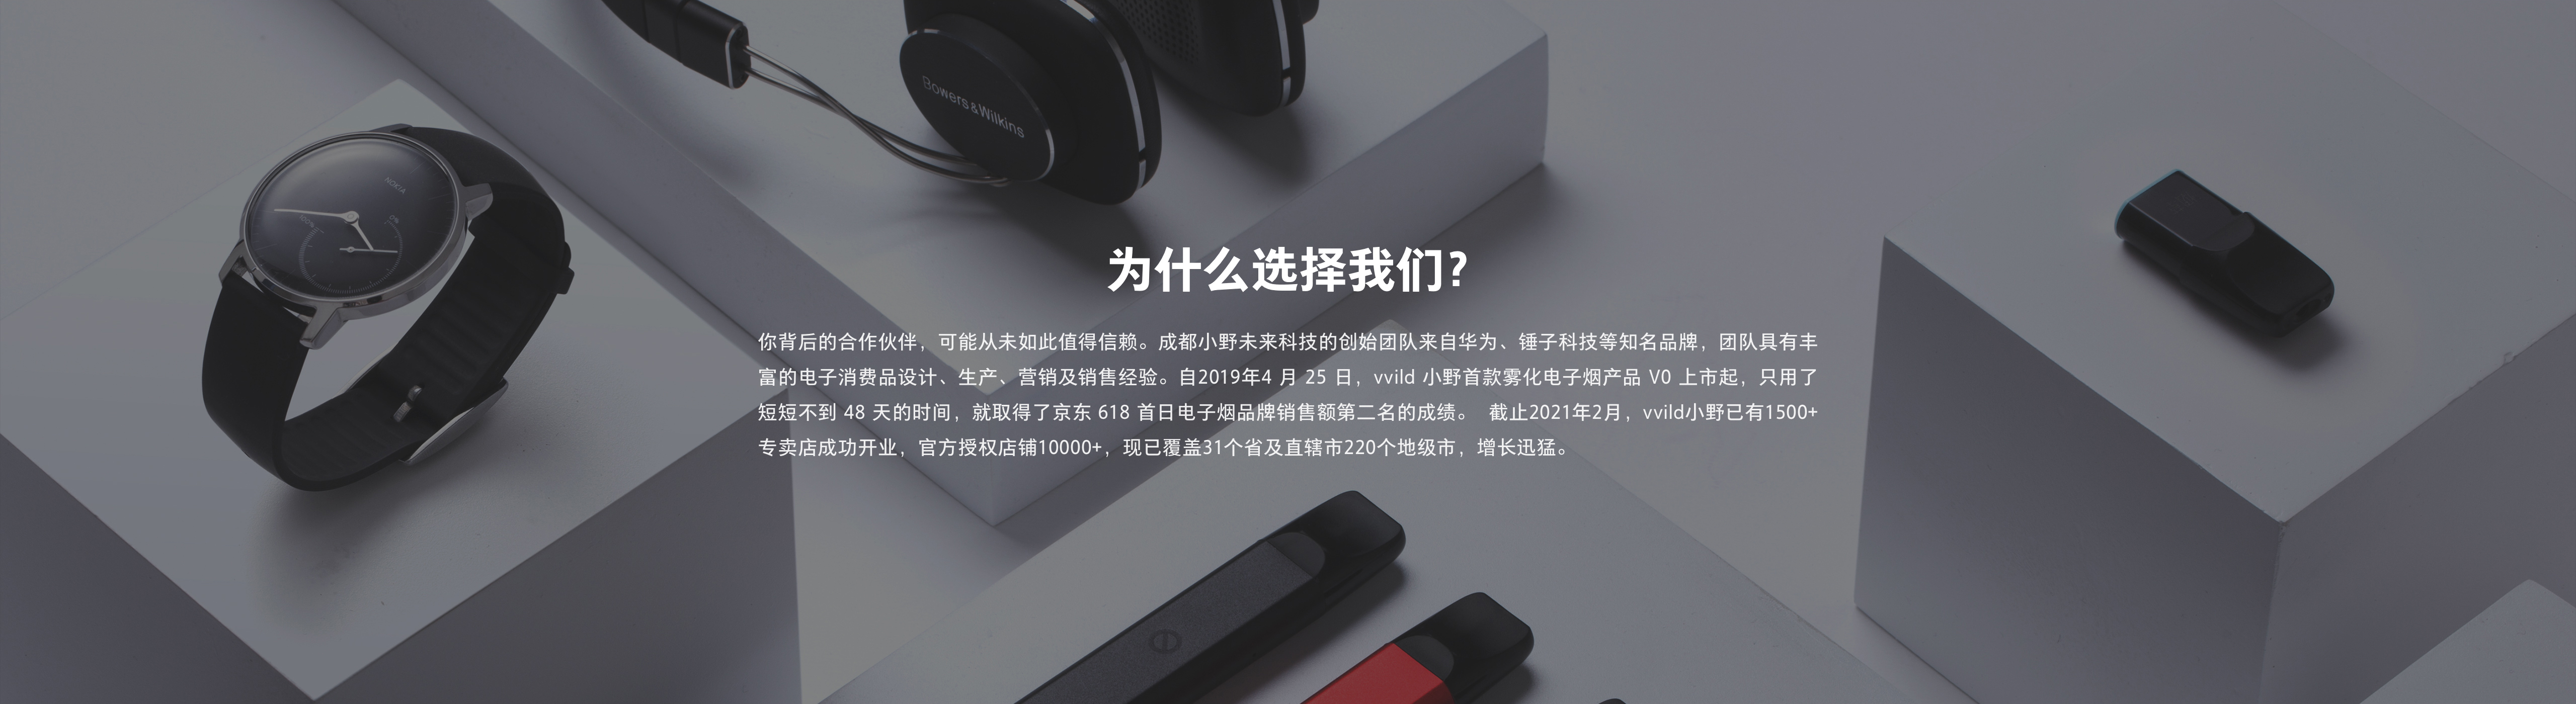 Bowers&Wilkins
NOKIA
为什么选择我们?
你背后的合作伙伴，可能从未如此值得信赖。成都小野未来科技的创始团队来自华为、锤子科技等知名品牌，团队具有丰
富的电子消费品设计、生产、营销及销售经验。自2019年4 月 25 日，vvild 小野首款雾化电子烟产品 V0 上市起，只用了
短短不到 48 天的时间，就取得了京东 618 首日电子烟品牌销售额第二名的成绩。 截止2021年2月，vvild小野已有1500+
专卖店成功开业，官方授权店铺10000+，现已覆盖31个省及直辖市220个地级市，增长迅猛。